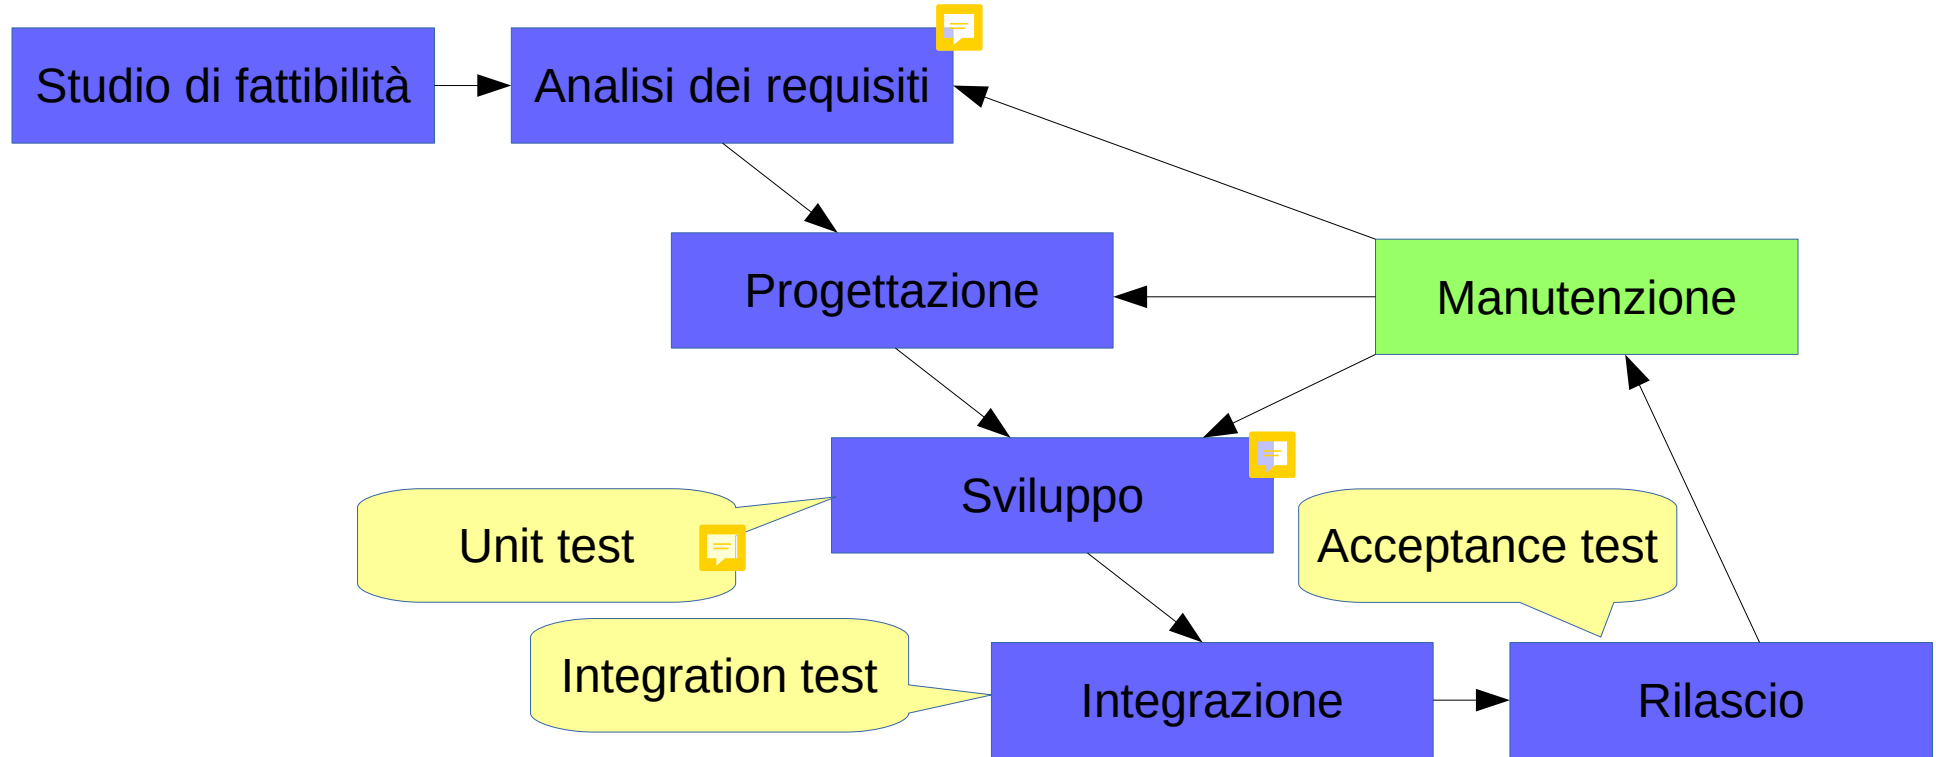 Studio di fattibilità
Analisi dei requisiti
Progettazione
Manutenzione
Sviluppo
Unit test
Acceptance test
Integration test
Integrazione
Rilascio